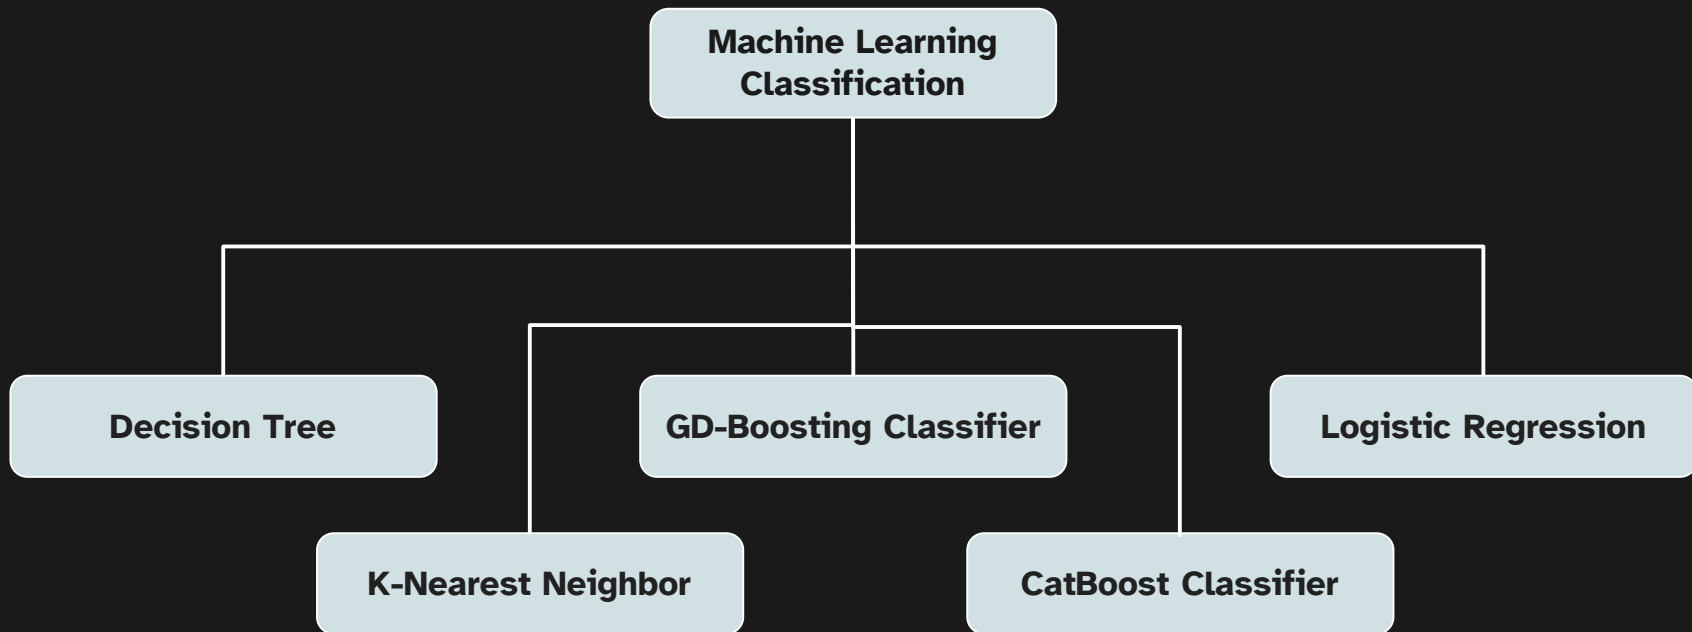 Machine Learning
Classification
Decision Tree
GD-Boosting Classifier
Logistic Regression
K-Nearest Neighbor
CatBoost Classifier